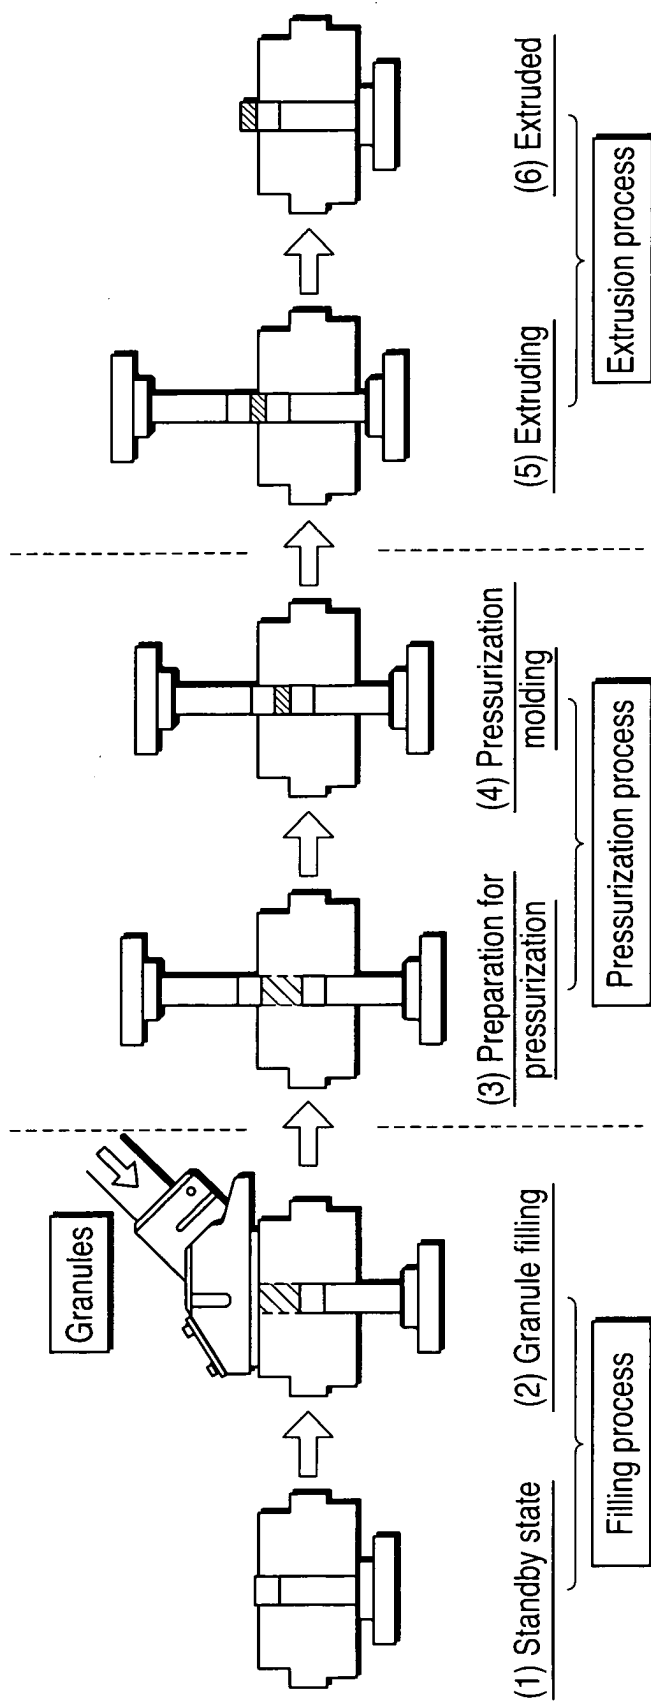 Granules
(1) Standby state
(2) Granule filling
(3) Preparation for
pressurization
(4) Pressurization
molding
(5) Extruding
(6) Extruded
Filling process
Pressurization process
Extrusion process